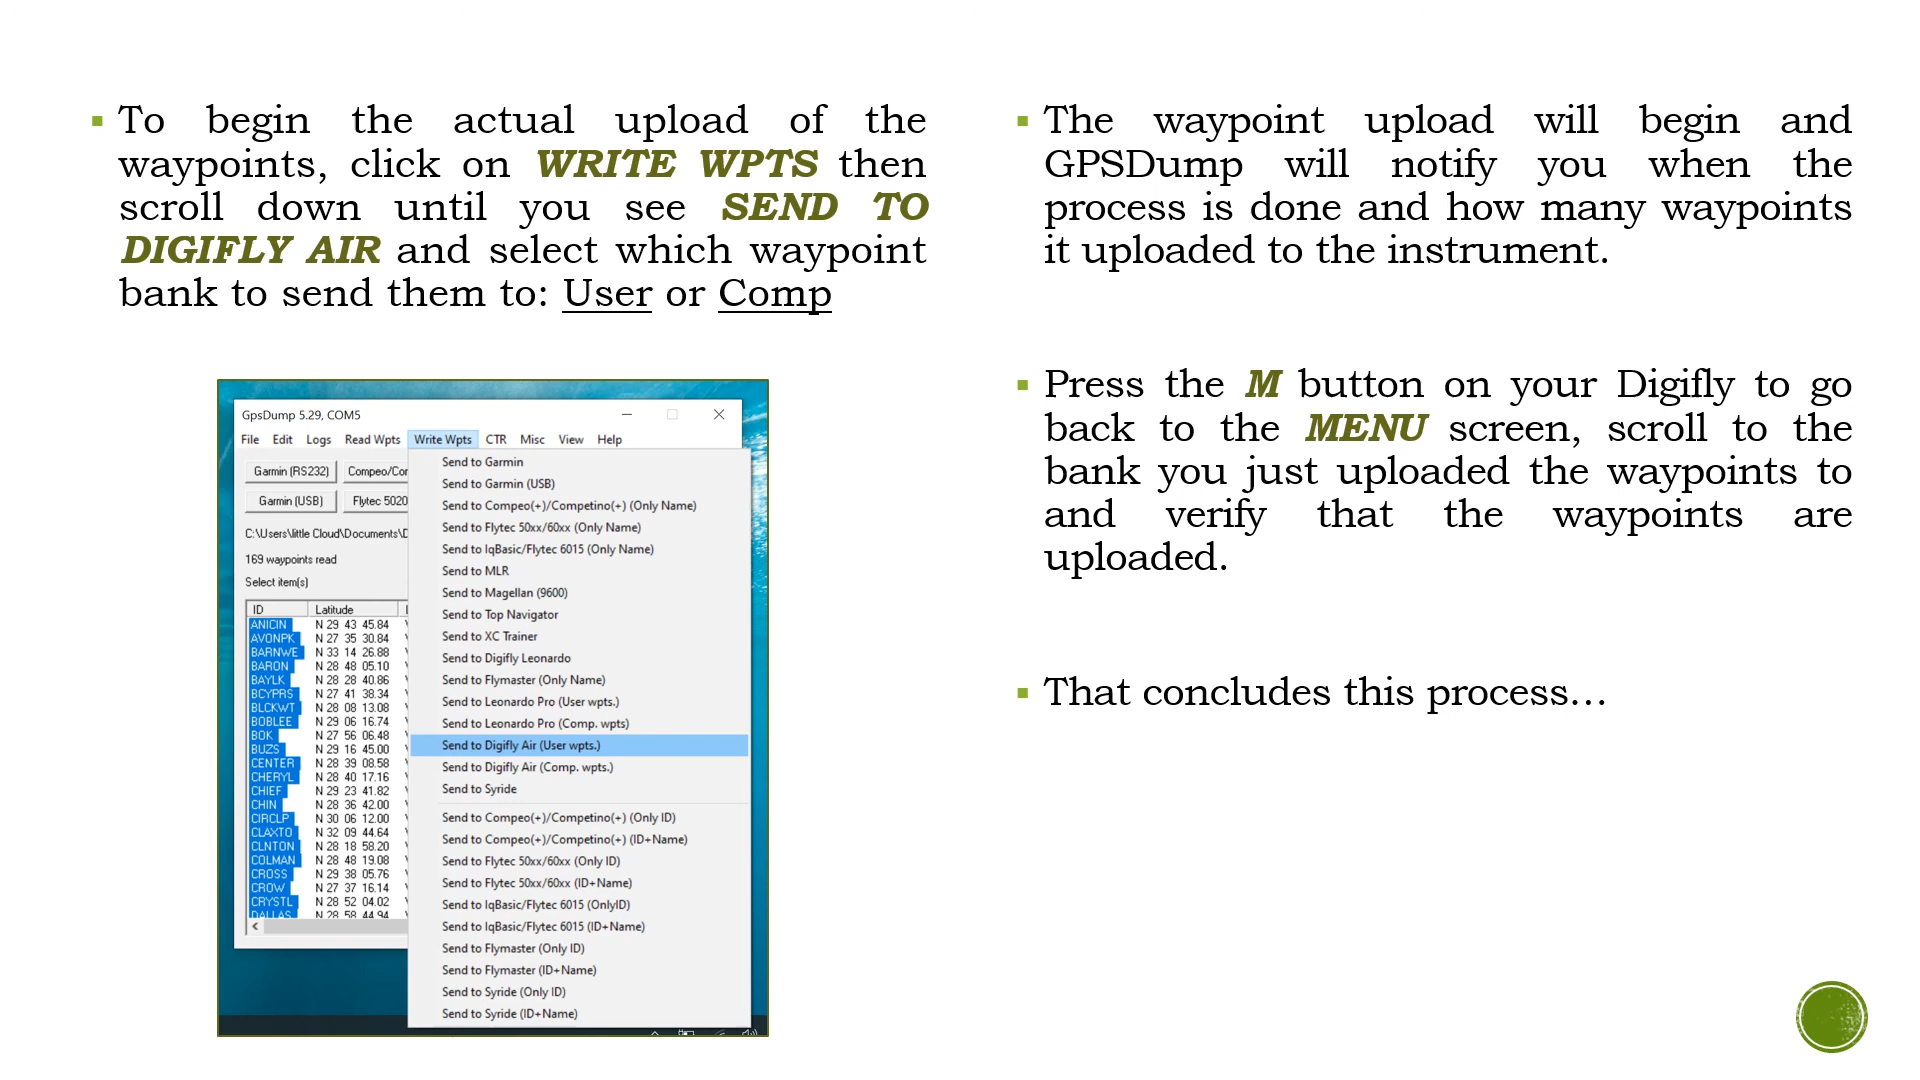 To begin the actual upload of the
waypoints, click on WRITE WPTS then
scroll down until you see SEND TO
DIGIFLY AIR and select which waypoint
bank to send them to: User or Comp
GpsDump 5.29, COM5
File Edit Logs Read Wpts Write Wpts CTR Misc View Help
Garmin (RS232) Compeo/Cor
Garmin (USB) Flytec 5020
C:\Users\little Cloud\Documents\D
169 waypoints read
Select item(s)
ID Latitude
ANICIN N 29 43 45.84
AVONPK N 27 35 30.84
BARNWE N 33 14 26.88
BARON N 28 48 05.10
BAYLK N 28 28 40.86
BCYPRS N 27 41 38.34
BLCKWT N 28 08 13.08
BOBLEE N 29 06 16.74
BOK N 27 56 06.48
BUZS N 29 16 45.00
CENTER N 28 39 08.58
CHERYL N 28 40 17.16
CHIEF N 29 23 41.82
CHIN N 28 36 42.00
CIRCLP N 30 06 12.00
CLAXTO N 32 09 44.64
CLNTON N 28 18 58.20
COLMAN N 28 48 19.08
CROSS N 29 38 05.76
CROW N 27 37 16.14
CRYSTL N 28 52 04.02
DALLAS N 28 58 44.94
Send to Garmin
Send to Garmin (USB)
Send to Compeo(+)/Competino(+) (Only Name)
Send to Flytec 50xx/60xx (Only Name)
Send to IqBasic/Flytec 6015 (Only Name)
Send to MLR
Send to Magellan (9600)
Send to Top Navigator
Send to XC Trainer
Send to Digifly Leonardo
Send to Flymaster (Only Name)
Send to Leonardo Pro (User wpts.)
Send to Leonardo Pro (Comp. wpts)
Send to Digifly Air (User wpts.)
Send to Digifly Air (Comp. wpts.)
Send to Syride
Send to Compeo(+)/Competino(+) (Only ID)
Send to Compeo(+)/Competino(+) (ID+Name)
Send to Flytec 50xx/60xx (Only ID)
Send to Flytec 50xx/60xx (ID+Name)
Send to IqBasic/Flytec 6015 (OnlyID)
Send to IqBasic/Flytec 6015 (ID+Name)
Send to Flymaster (Only ID)
Send to Flymaster (ID+Name)
Send to Syride (Only ID)
Send to Syride (ID+Name)
The waypoint upload will begin and
GPSDump will notify you when the
process is done and how many waypoints
it uploaded to the instrument.
Press the M button on your Digifly to go
back to the MENU screen, scroll to the
bank you just uploaded the waypoints to
and verify that the waypoints are
uploaded.
That concludes this process…